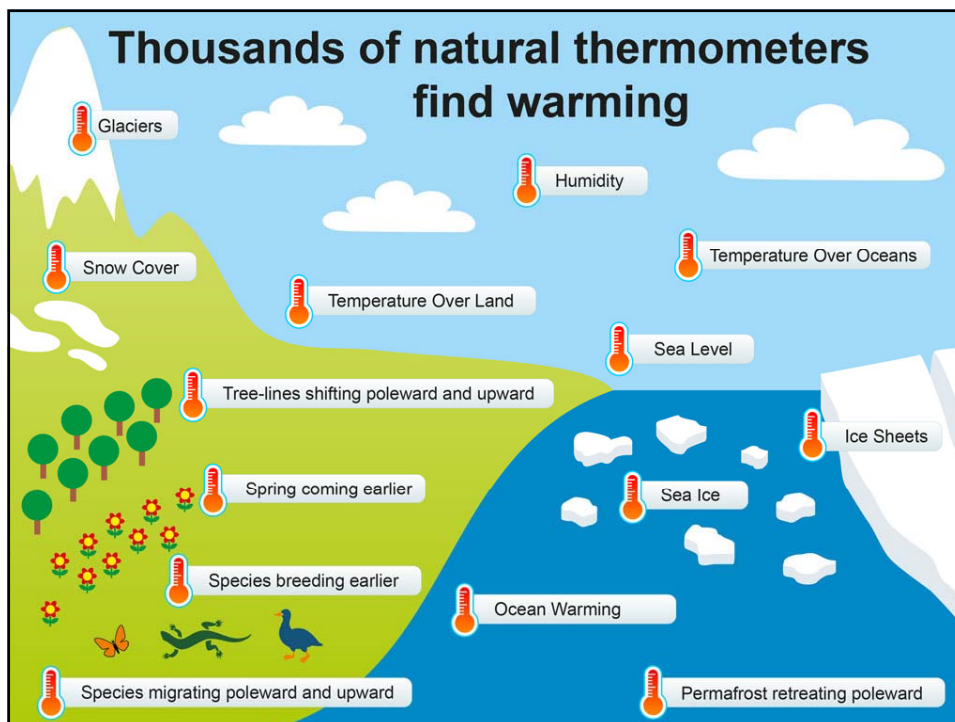 Thousands of natural thermometers
find warming
Glaciers
Humidity
Snow Cover
Temperature Over Oceans
Temperature Over Land
Sea Level
Tree-lines shifting poleward and upward
Ice Sheets
Spring coming earlier
Sea Ice
Species breeding earlier
Ocean Warming
Species migrating poleward and upward
Permafrost retreating poleward